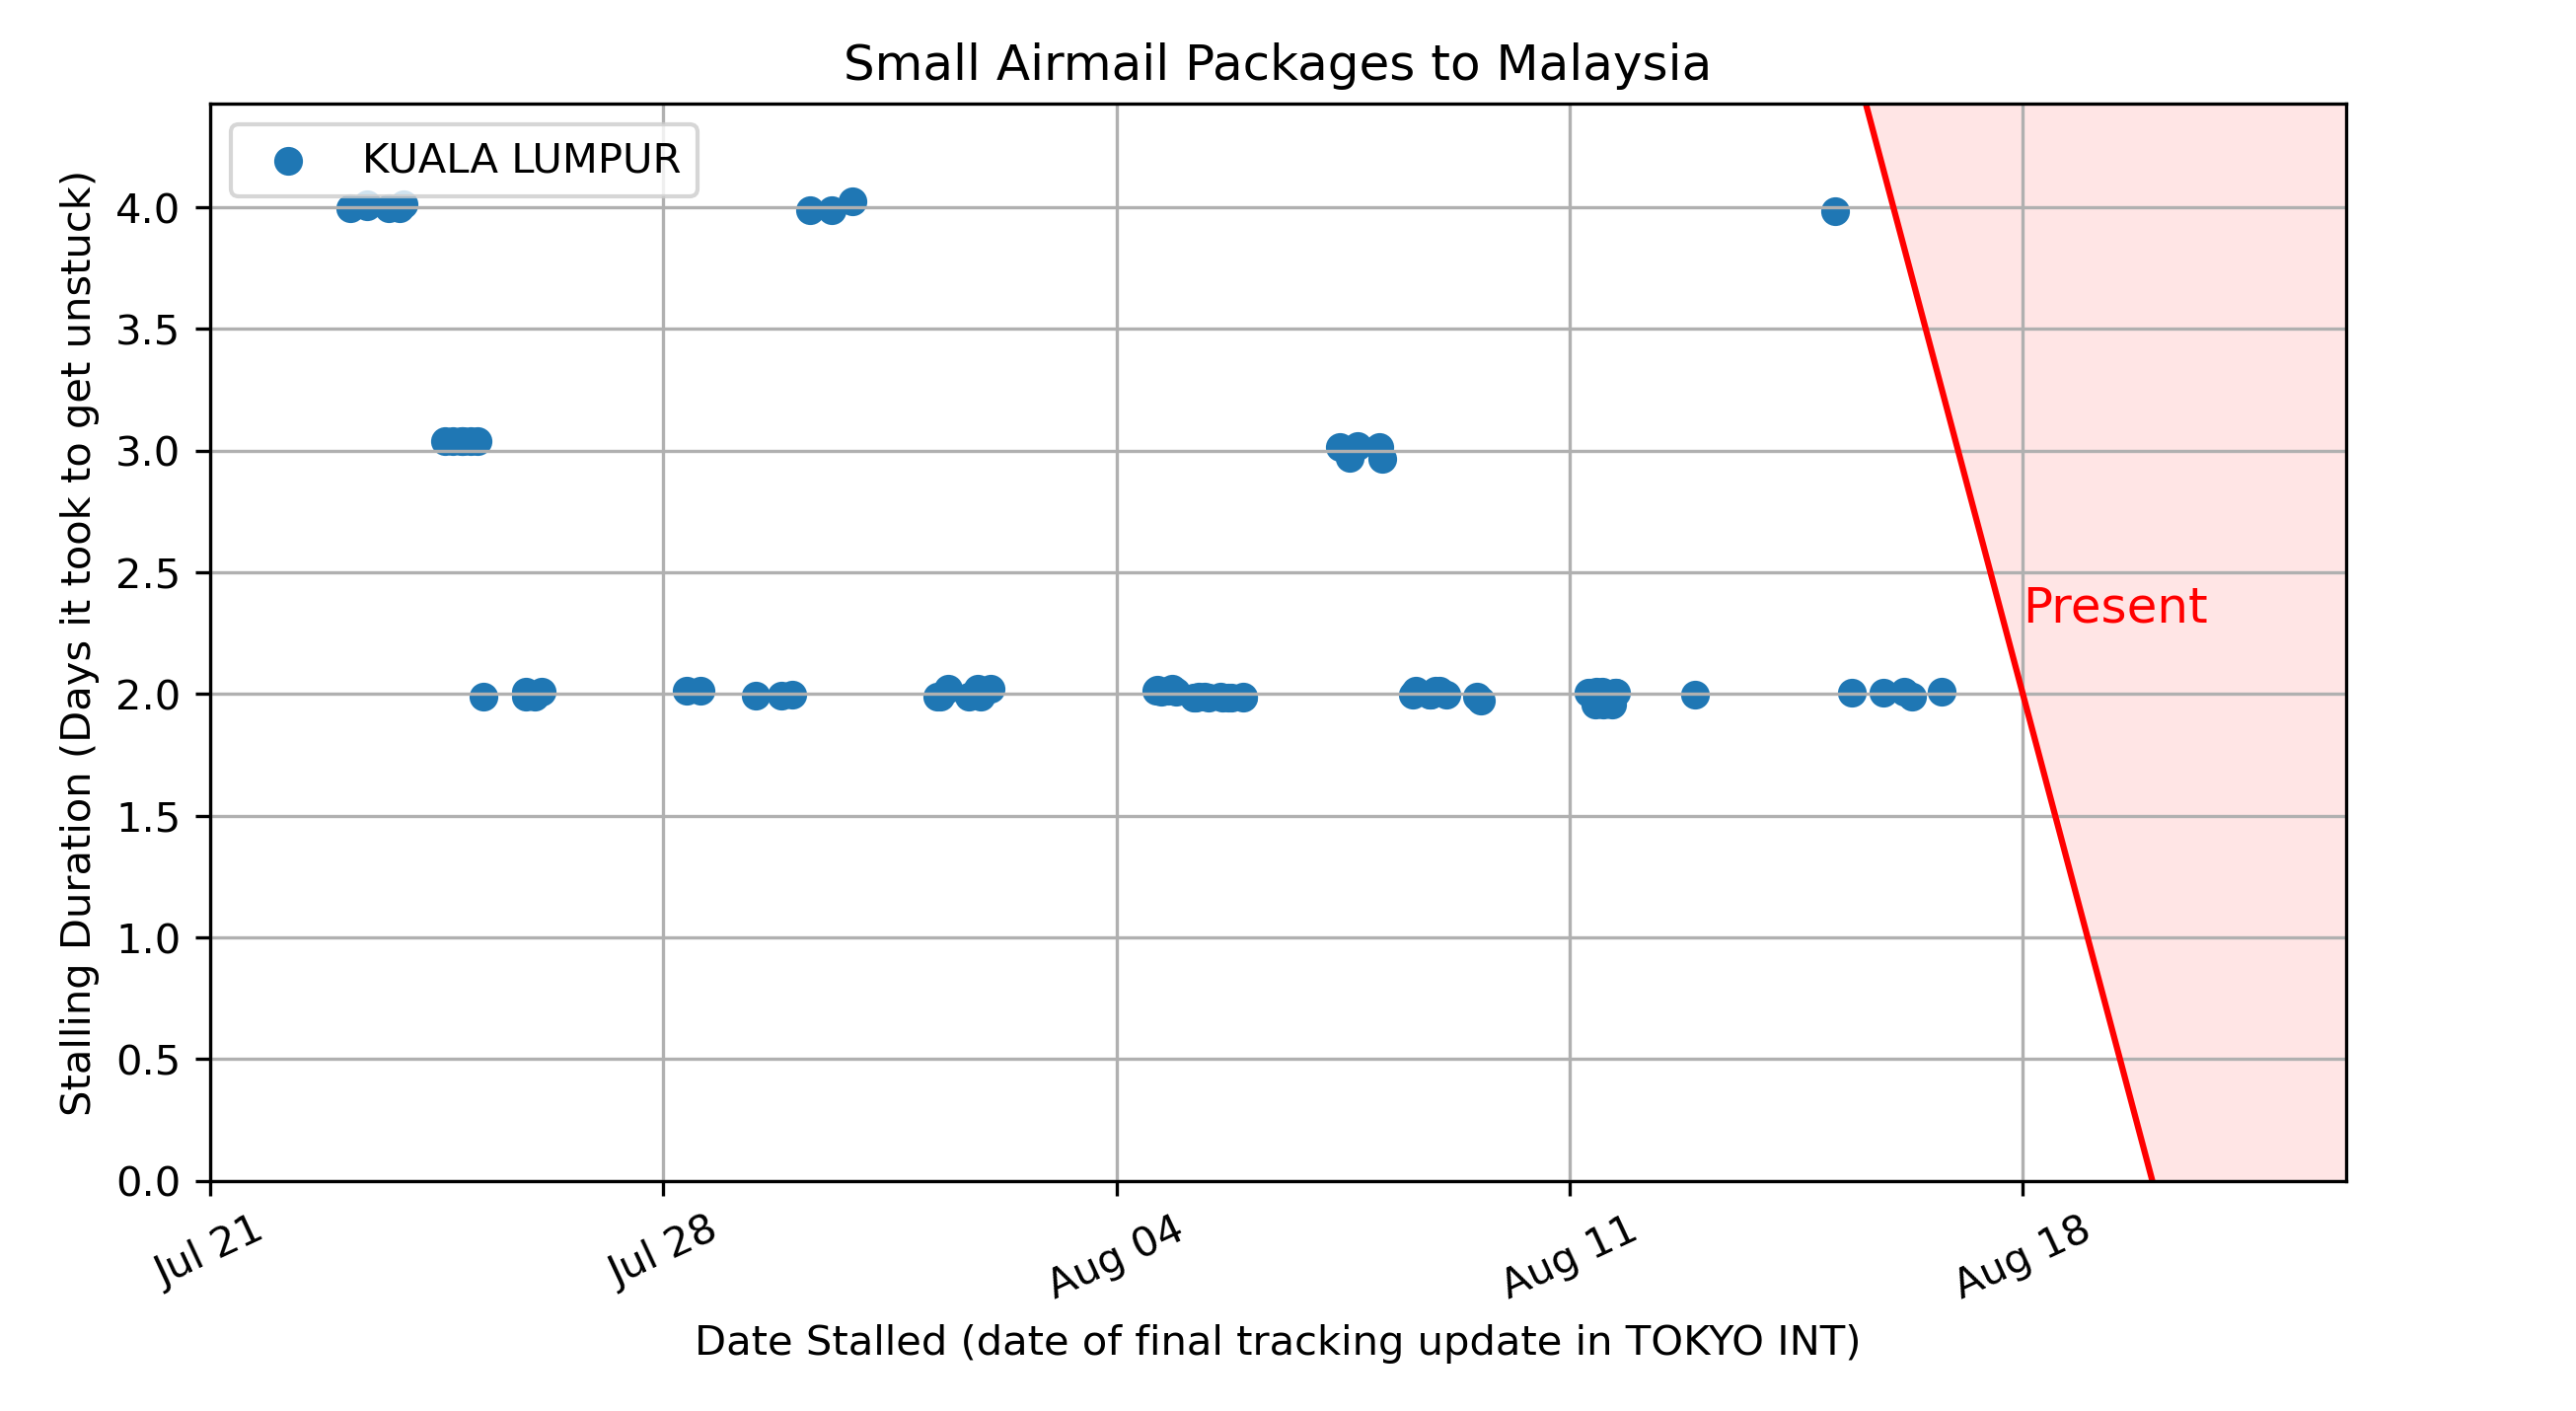 Small Airmail Packages to Malaysia
KUALA LUMPUR
Stalling Duration (Days it took to get unstuck)
4.0
3.5
3.0
2.5
2.0
1.5
1.0
0.5
0.0
Present
Jul 21
Jul 28
Aug 04
Aug 11
Aug 18
Date Stalled (date of final tracking update in TOKYO INT)